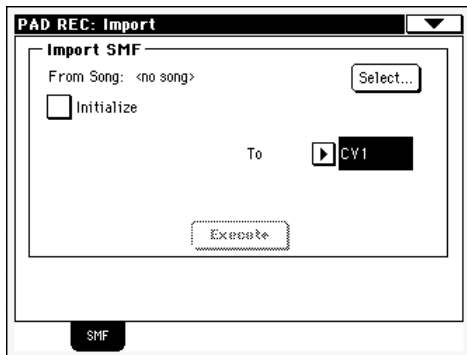 PAD REC: Import
Import SMF
From Song: <no song>
Select...
Initialize
To
CV1
Execute
SMF